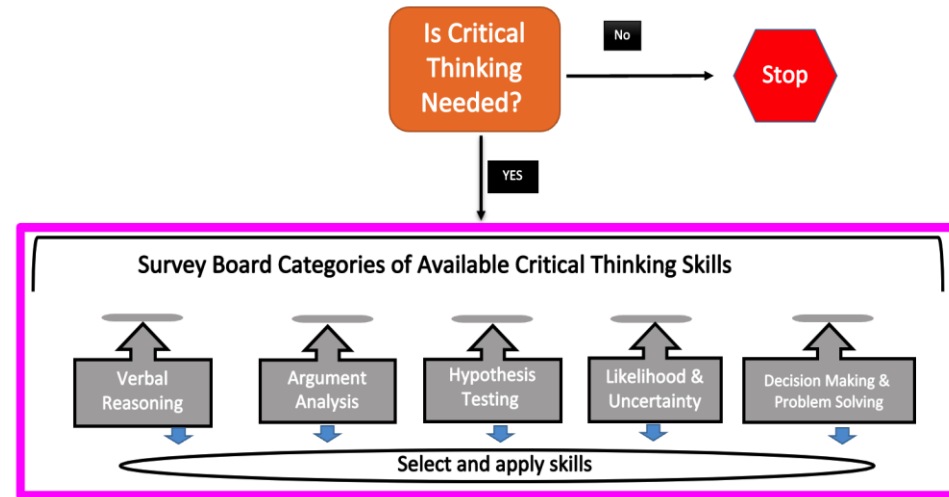 Is Critical
Thinking
Needed?
No
Stop
YES
Survey Board Categories of Available Critical Thinking Skills
Verbal
Reasoning
Argument
Analysis
Hypothesis
Testing
Likelihood &
Uncertainty
Decision Making &
Problem Solving
Select and apply skills